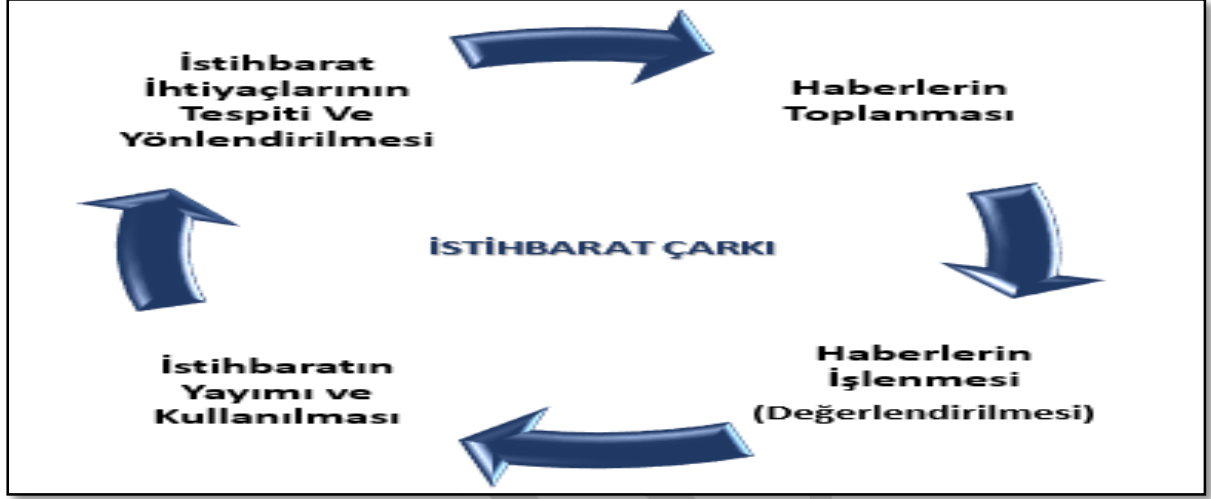 İstihbarat
İhtiyaçlarının
Tespiti Ve
Yönlendirilmesi
Haberlerin
Toplanması
İSTİHBARAT ÇARKI
Haberlerin
İşlenmesi
(Değerlendirilmesi)
İstihbaratın
Yayımı ve
Kullanılması